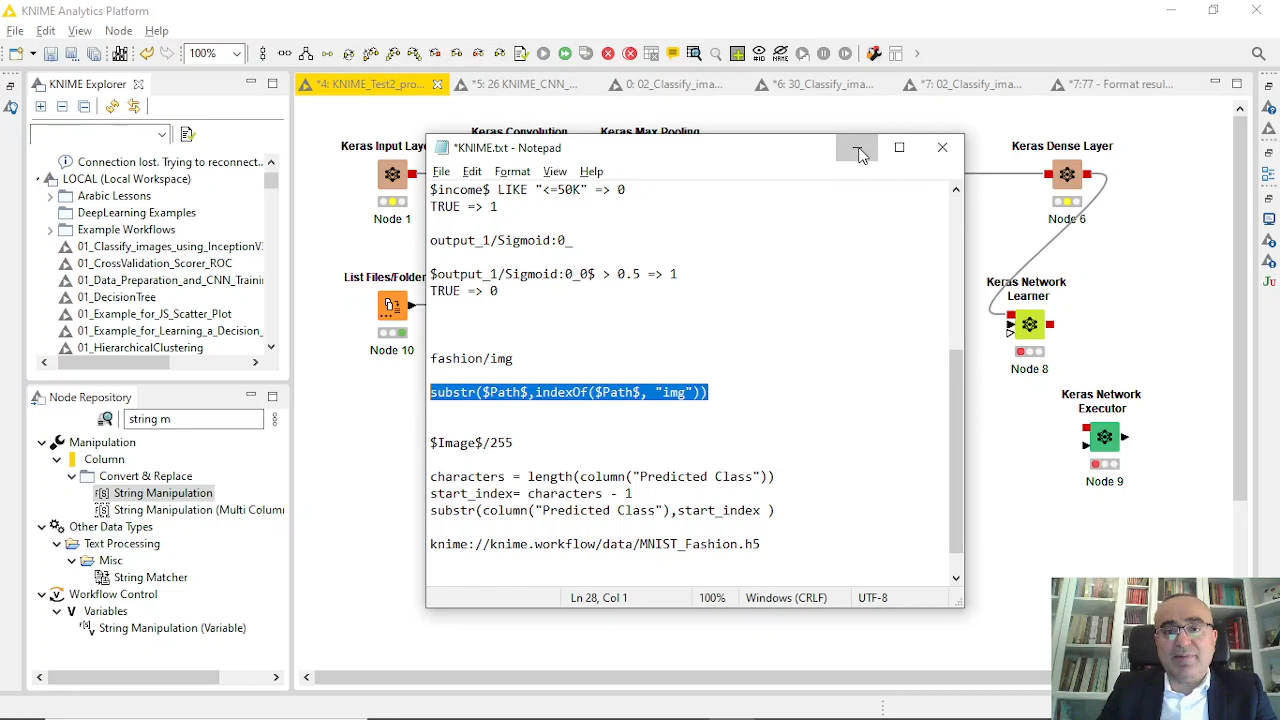 KNIME Analytics Platform
File Edit View Node Help
100%
KNIME Explorer
*4: KNIME_Test2_pro...
*5: 26 KNIME_CNN_...
0: 02_Classify_ima...
*6: 30_Classify_ima...
*7: 02_Classify_ima...
*7:77 - Format resul...
Connection lost. Trying to reconnect..
LOCAL (Local Workspace)
Arabic Lessons
DeepLearning Examples
Example Workflows
01_Classify_images_using_InceptionV
01_CrossValidation_Scorer_ROC
01_Data_Preparation_and_CNN_Traini
01_DecisionTree
01_Example_for_JS_Scatter_Plot
01_Example_for_Learning_a_Decision_
01_HierarchicalClustering
Node Repository
string m
Manipulation
Column
Convert & Replace
String Manipulation
String Manipulation (Multi Colum
Other Data Types
Text Processing
Misc
String Matcher
Workflow Control
Variables
String Manipulation (Variable)
Keras Input Laye
Keras Convolution
Keras Max Pooling
Node 1
List Files/Folder
Node 10
*KNIME.txt - Notepad
File Edit Format View Help
$income$ LIKE "<=50K" => 0
TRUE => 1
output_1/Sigmoid:0_
$output_1/Sigmoid:0_0$ > 0.5 => 1
TRUE => 0
fashion/img
substr($Path$,indexOf($Path$, "img"))
$Image$/255
characters = length(column("Predicted Class"))
start_index= characters - 1
substr(column("Predicted Class"),start_index )
knime://knime.workflow/data/MNIST_Fashion.h5
Ln 28, Col 1
100%
Windows (CRLF)
UTF-8
Keras Dense Layer
Node 6
Keras Network
Learner
Node 8
Keras Network
Executor
Node 9
Ju